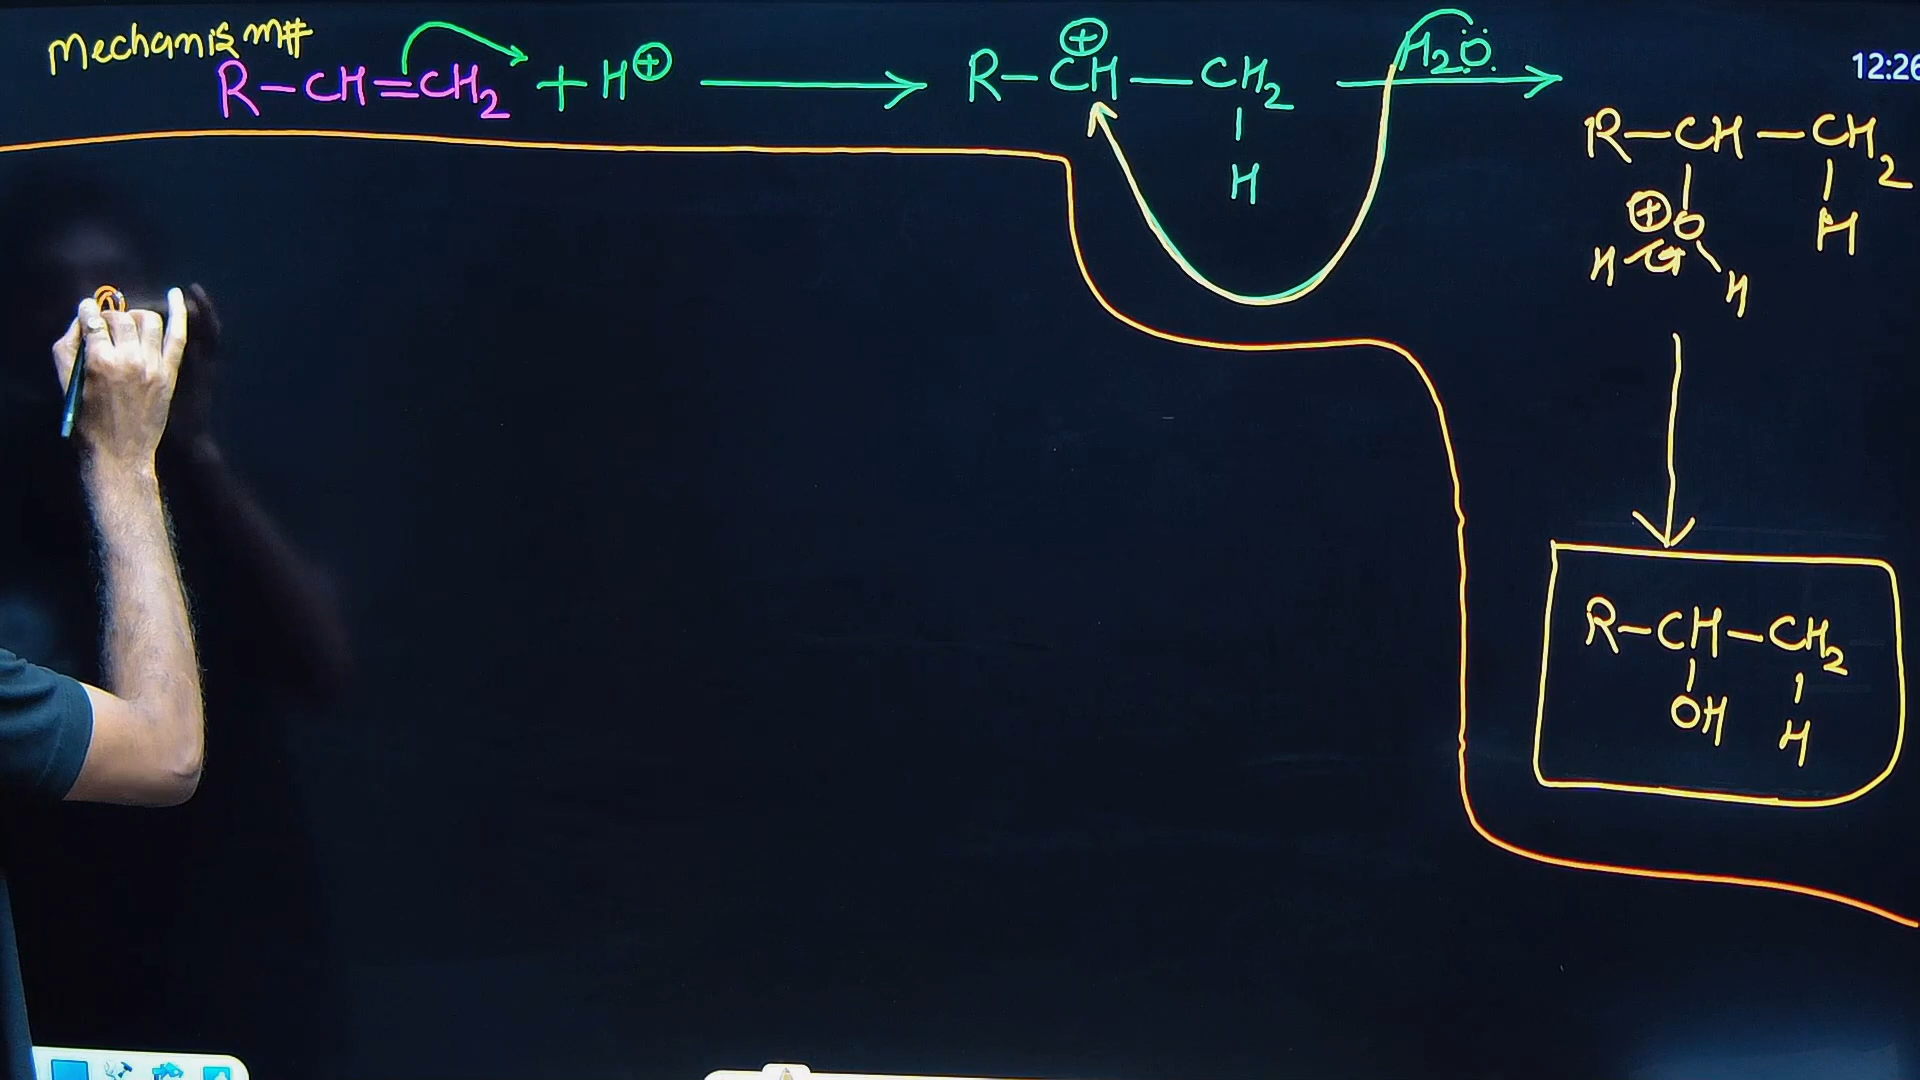 Mechanism#
R-CH=CH2 + H⊕ ⟶ R-CH-CH2 H2Ö: ⟶
⊕
H
12:26
R-CH-CH2
⊕ O H
H H
R-CH-CH2
OH H